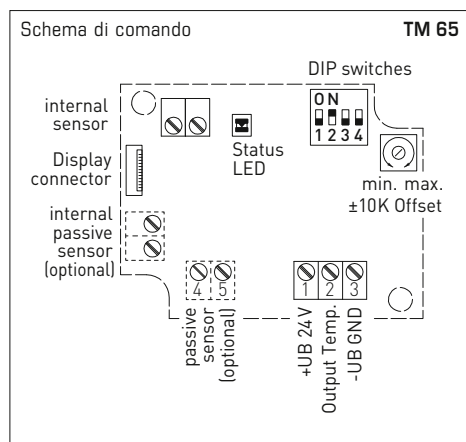 Schema di comando
TM 65
DIP switches
ON
1 2 3 4
internal
sensor
Status
LED
Display
connector
min. max.
±10K Offset
internal
passive
sensor
(optional)
4 5
1 2 3
passive
sensor
(optional)
+UB 24 V
Output Temp.
-UB GND